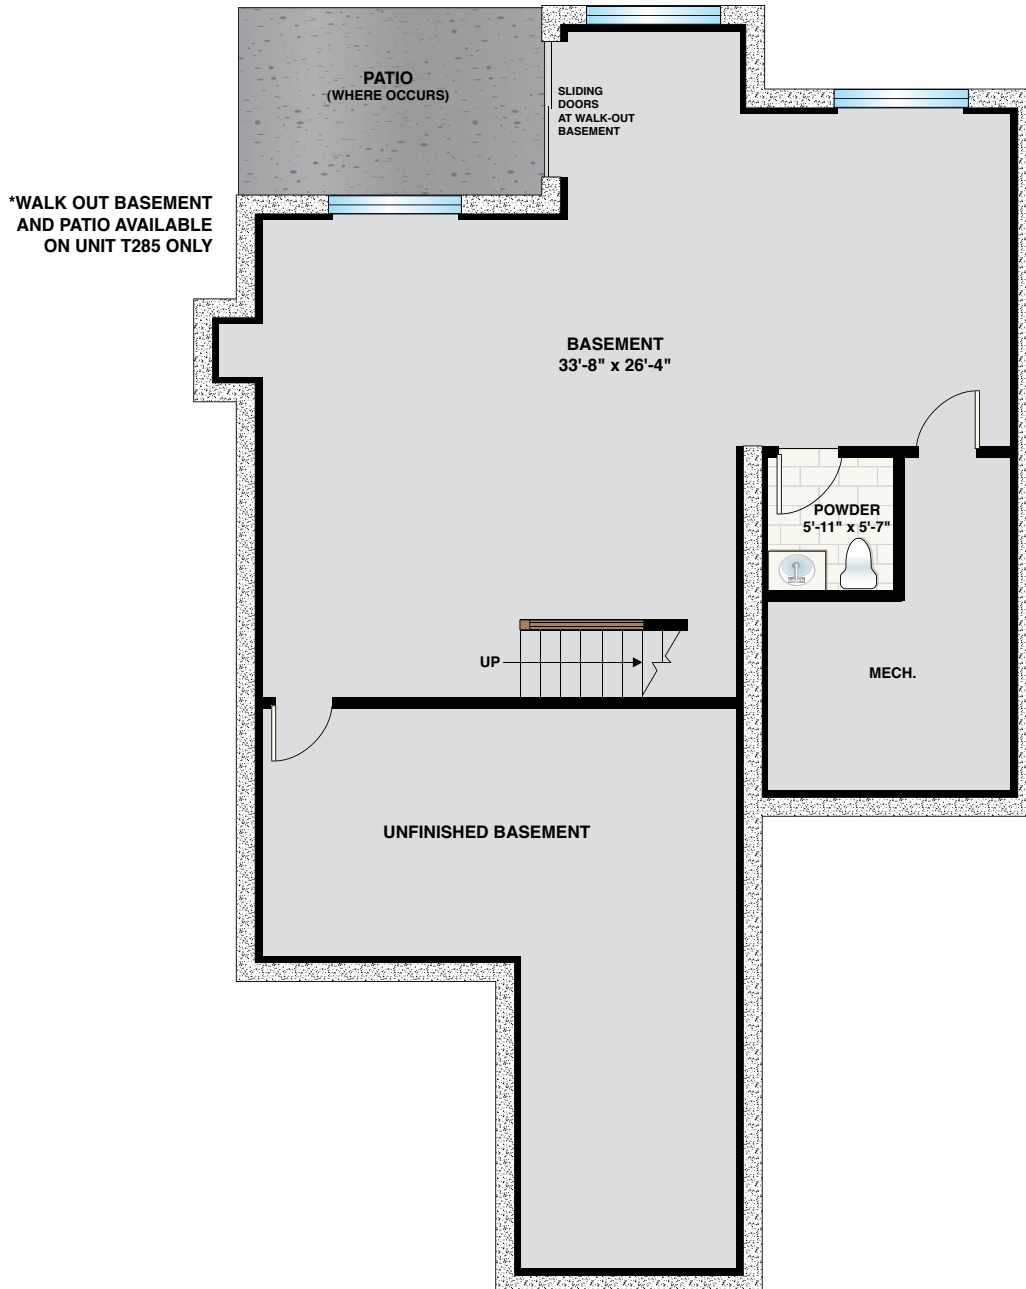 PATIO
(WHERE OCCURS)
SLIDING
DOORS
AT WALK-OUT
BASEMENT
*WALK OUT BASEMENT
AND PATIO AVAILABLE
ON UNIT T285 ONLY
BASEMENT
33'-8" x 26'-4"
POWDER
5'-11" x 5'-7"
UP
MECH.
UNFINISHED BASEMENT